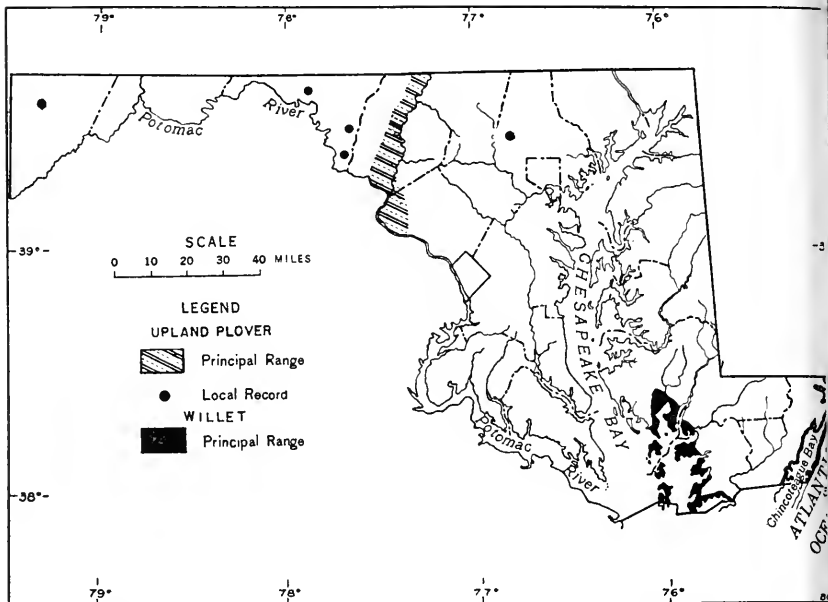 79°
78°
77°
76°
Potomac
River
SCALE
0 10 20 30 40 MILES
39°
CHESAPEAKE BAY
LEGEND
UPLAND PLOVER
Principal Range
Local Record
WILLET
Principal Range
Potomac
River
38°
Chincoteague Bay
79°
78°
77°
76°